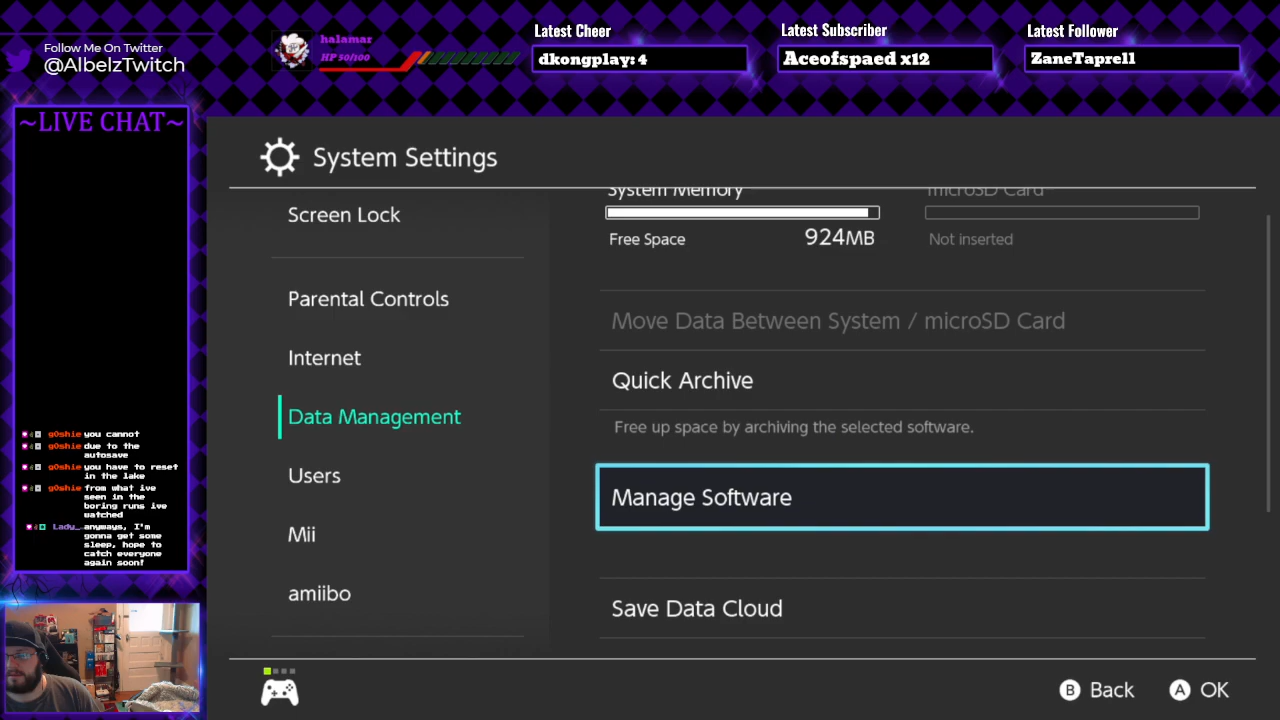 Follow Me On Twitter
@AlbelzTwitch
halamar
HP 50/100
Latest Cheer
dkongplay: 4
Latest Subscriber
Aceofspaed x12
Latest Follower
ZaneTaprell
~LIVE CHAT~
g0shie you cannot
g0shie due to the
autosave
g0shie you have to reset
in the lake
g0shie from what ive
seen in the
boring runs ive
watched
Lady_ anyways, I'm
gonna get some
sleep, hope to
catch everyone
again soon!
System Settings
Screen Lock
Parental Controls
Internet
Data Management
Users
Mii
amiibo
System Memory
Free Space 924MB
microSD Card
Not inserted
Move Data Between System / microSD Card
Quick Archive
Free up space by archiving the selected software.
Manage Software
Save Data Cloud
B Back
A OK